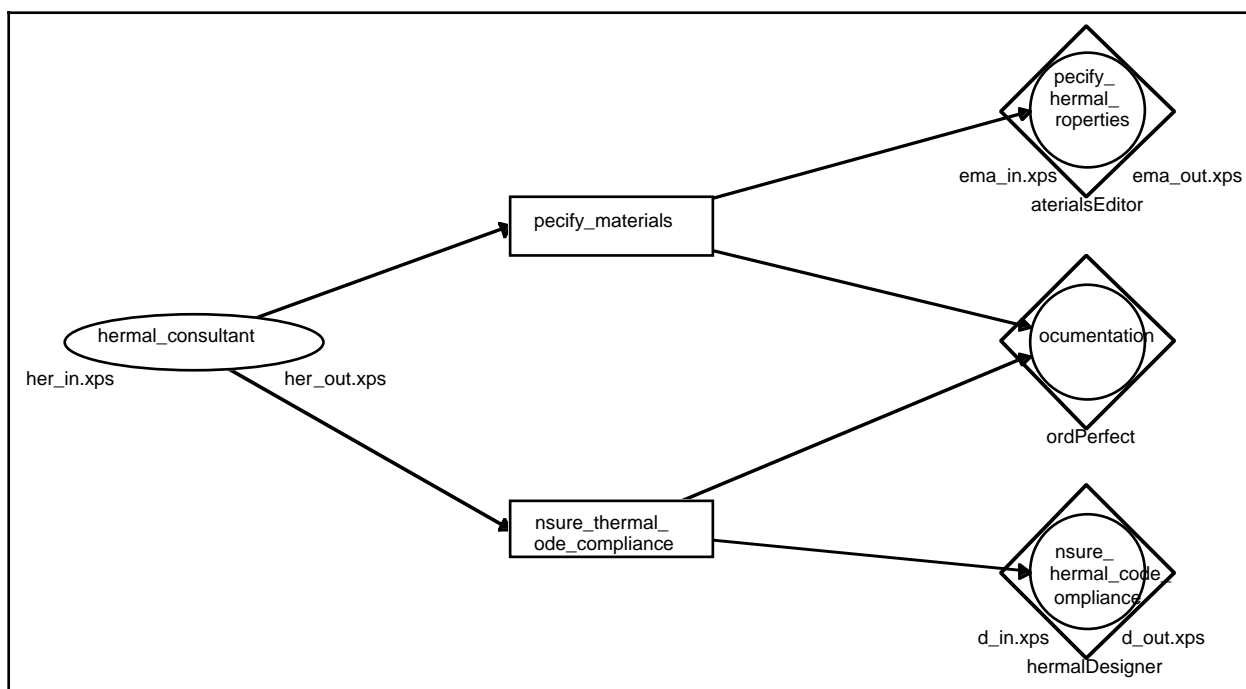 pecify_
hermal_
roperties
ema_in.xps
ema_out.xps
aterialsEditor
pecify_materials
hermal_consultant
her_in.xps
her_out.xps
ocumentation
ordPerfect
nsure_thermal_
ode_compliance
nsure_
hermal_code_
ompliance
d_in.xps
d_out.xps
hermalDesigner